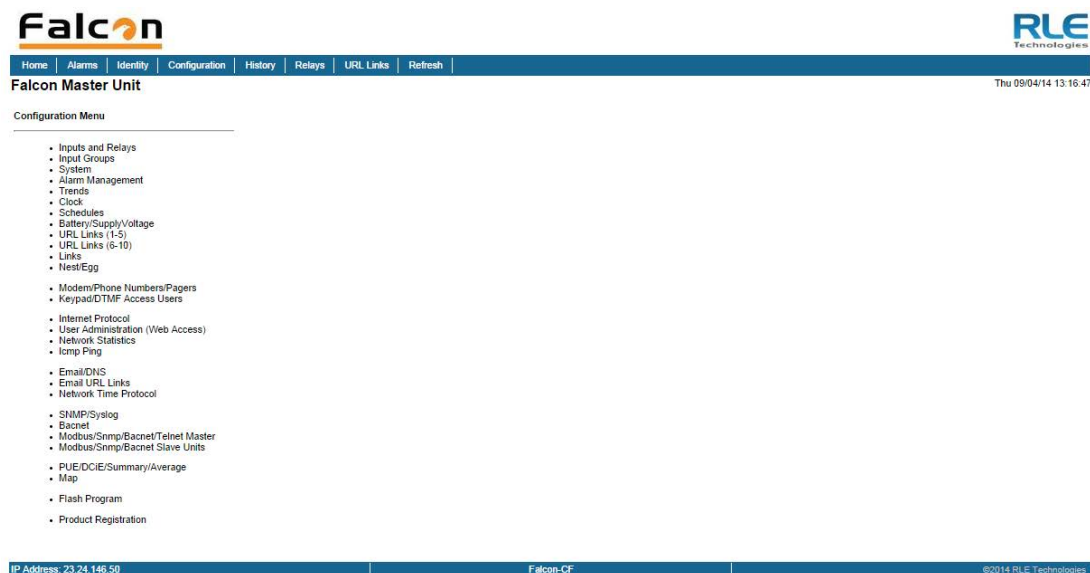 Falcon
RLE
Technologies
Home Alarms Identity Configuration History Relays URL Links Refresh
Falcon Master Unit
Thu 09/04/14 13:16:47
Configuration Menu
Inputs and Relays
Input Groups
System
Alarm Management
Trends
Clock
Schedules
Battery/SupplyVoltage
URL Links (1-5)
URL Links (6-10)
Links
Nest/Egg
Modem/Phone Numbers/Pagers
Keypad/DTMF Access Users
Internet Protocol
User Administration (Web Access)
Network Statistics
Icmp Ping
Email/DNS
Email URL Links
Network Time Protocol
SNMP/Syslog
Bacnet
Modbus/Snmp/Bacnet/Telnet Master
Modbus/Snmp/Bacnet Slave Units
PUE/DCiE/Summary/Average
Map
Flash Program
Product Registration
IP Address: 23.24.146.50
Falcon-CF
©2014 RLE Technologies